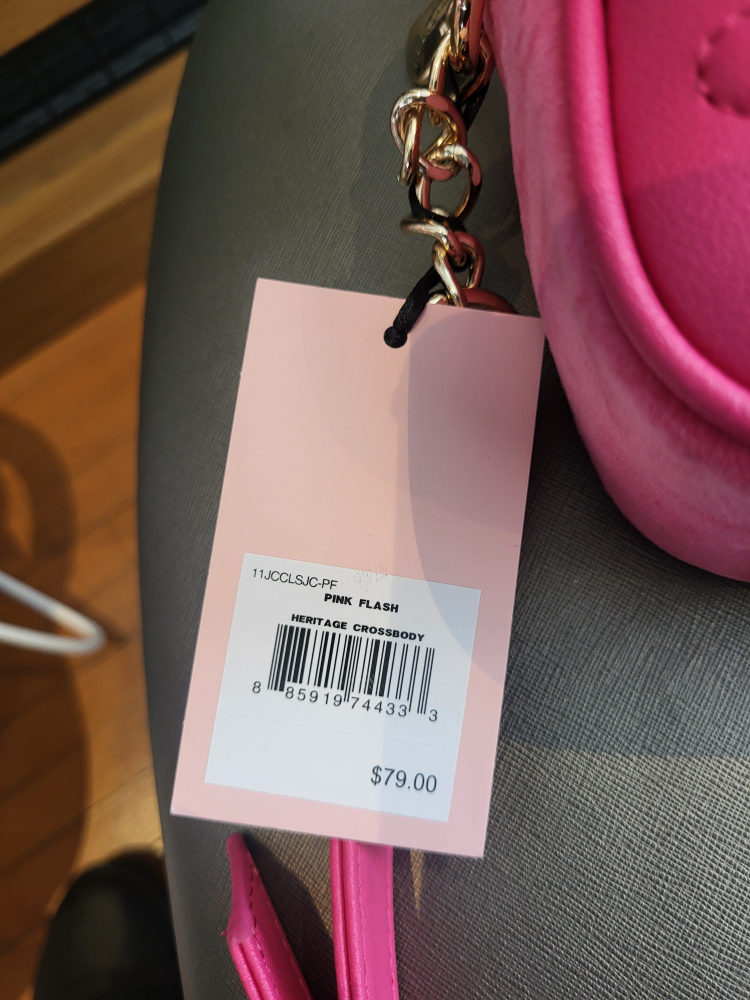 11JCCLSJC-PF
PINK FLASH
HERITAGE CROSSBODY
8 85919 74433 3
$79.00